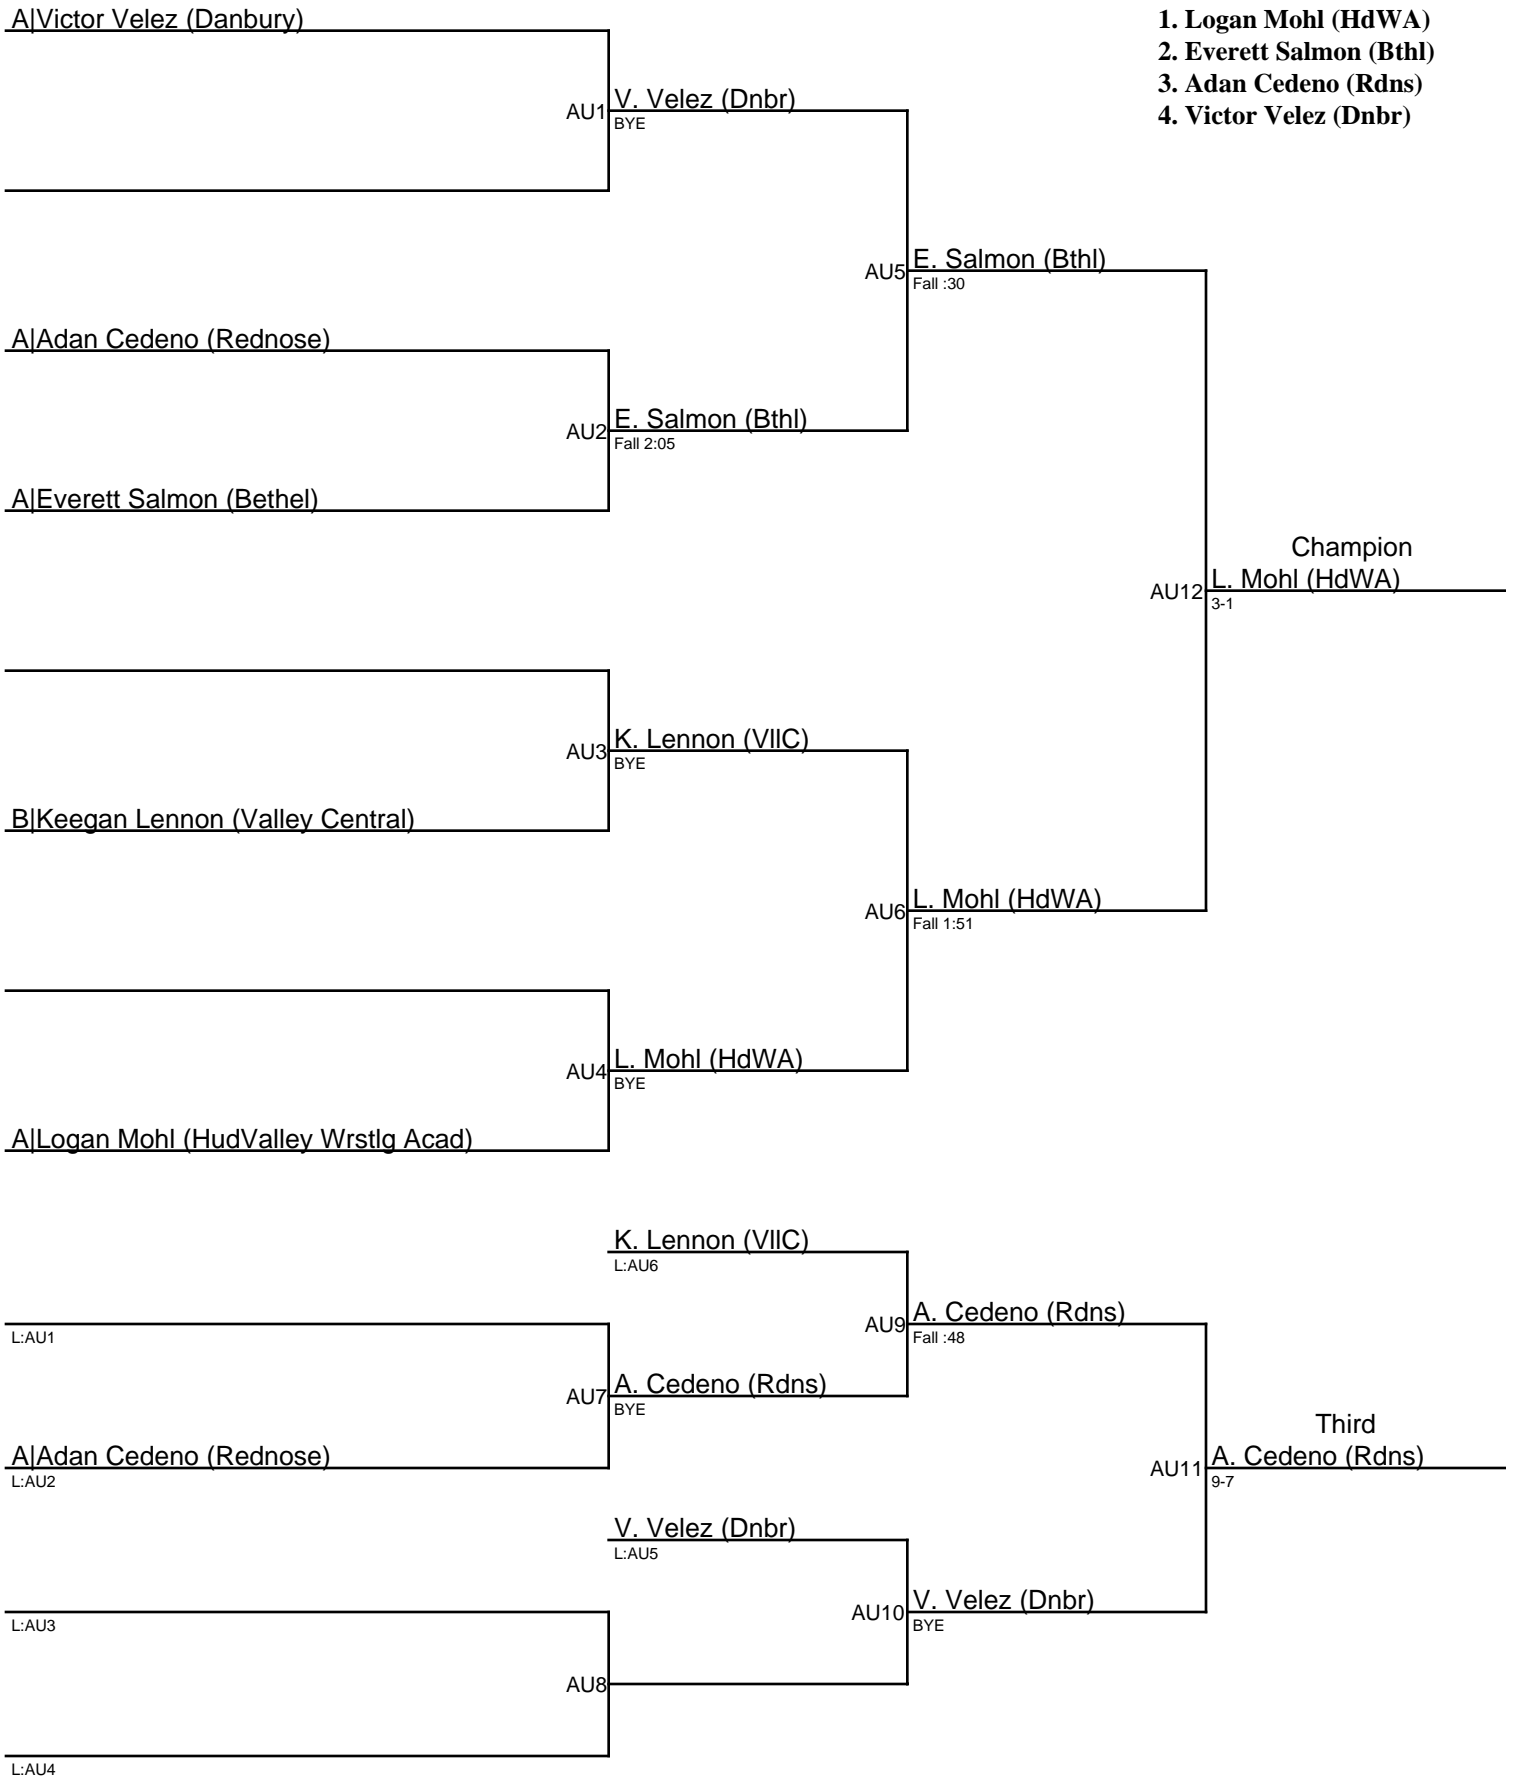 A|Victor Velez (Danbury)
1. Logan Mohl (HdWA)
2. Everett Salmon (Bthl)
3. Adan Cedeno (Rdns)
4. Victor Velez (Dnbr)
AU1
V. Velez (Dnbr)
BYE
AU5
E. Salmon (Bthl)
Fall :30
A|Adan Cedeno (Rednose)
AU2
E. Salmon (Bthl)
Fall 2:05
A|Everett Salmon (Bethel)
Champion
AU12
L. Mohl (HdWA)
3-1
AU3
K. Lennon (VllC)
BYE
B|Keegan Lennon (Valley Central)
AU6
L. Mohl (HdWA)
Fall 1:51
AU4
L. Mohl (HdWA)
BYE
A|Logan Mohl (HudValley Wrstlg Acad)
K. Lennon (VllC)
L:AU6
L:AU1
AU9
A. Cedeno (Rdns)
Fall :48
AU7
A. Cedeno (Rdns)
BYE
Third
A|Adan Cedeno (Rednose)
L:AU2
AU11
A. Cedeno (Rdns)
9-7
V. Velez (Dnbr)
L:AU5
L:AU3
AU10
V. Velez (Dnbr)
BYE
AU8
L:AU4